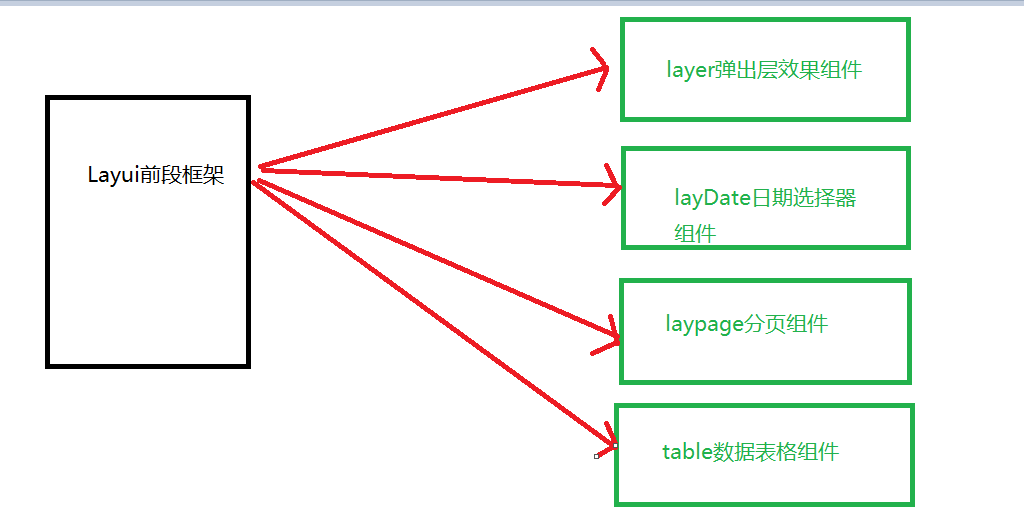 Layui前段框架
layer弹出层效果组件
layDate日期选择器
组件
laypage分页组件
table数据表格组件